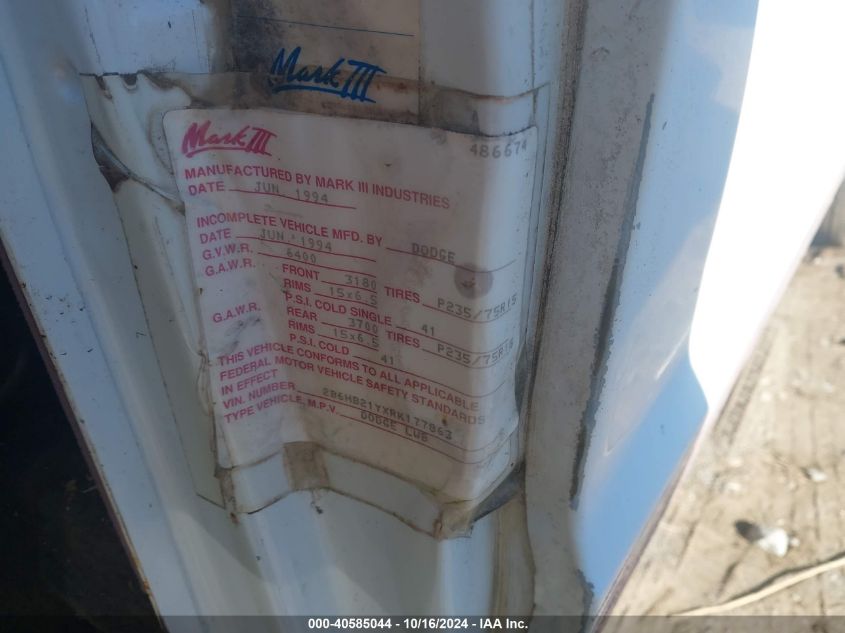 Mark III
Mark III
486674
MANUFACTURED BY MARK III INDUSTRIES
DATE JUN 1994
INCOMPLETE VEHICLE MFD. BY DODGE
DATE JUN 1994
G.V.W.R. 6400
G.A.W.R. FRONT 3180 TIRES P235/75R15
RIMS 15x6.5
P.S.I. COLD SINGLE 41
G.A.W.R. REAR 3700 TIRES P235/75R15
RIMS 15x6.5
P.S.I. COLD 41
THIS VEHICLE CONFORMS TO ALL APPLICABLE
FEDERAL MOTOR VEHICLE SAFETY STANDARDS
IN EFFECT
VIN. NUMBER 2B6HB21YXRK177863
TYPE VEHICLE, M.P.V. DODGE LWB
000-40585044 - 10/16/2024 - IAA Inc.